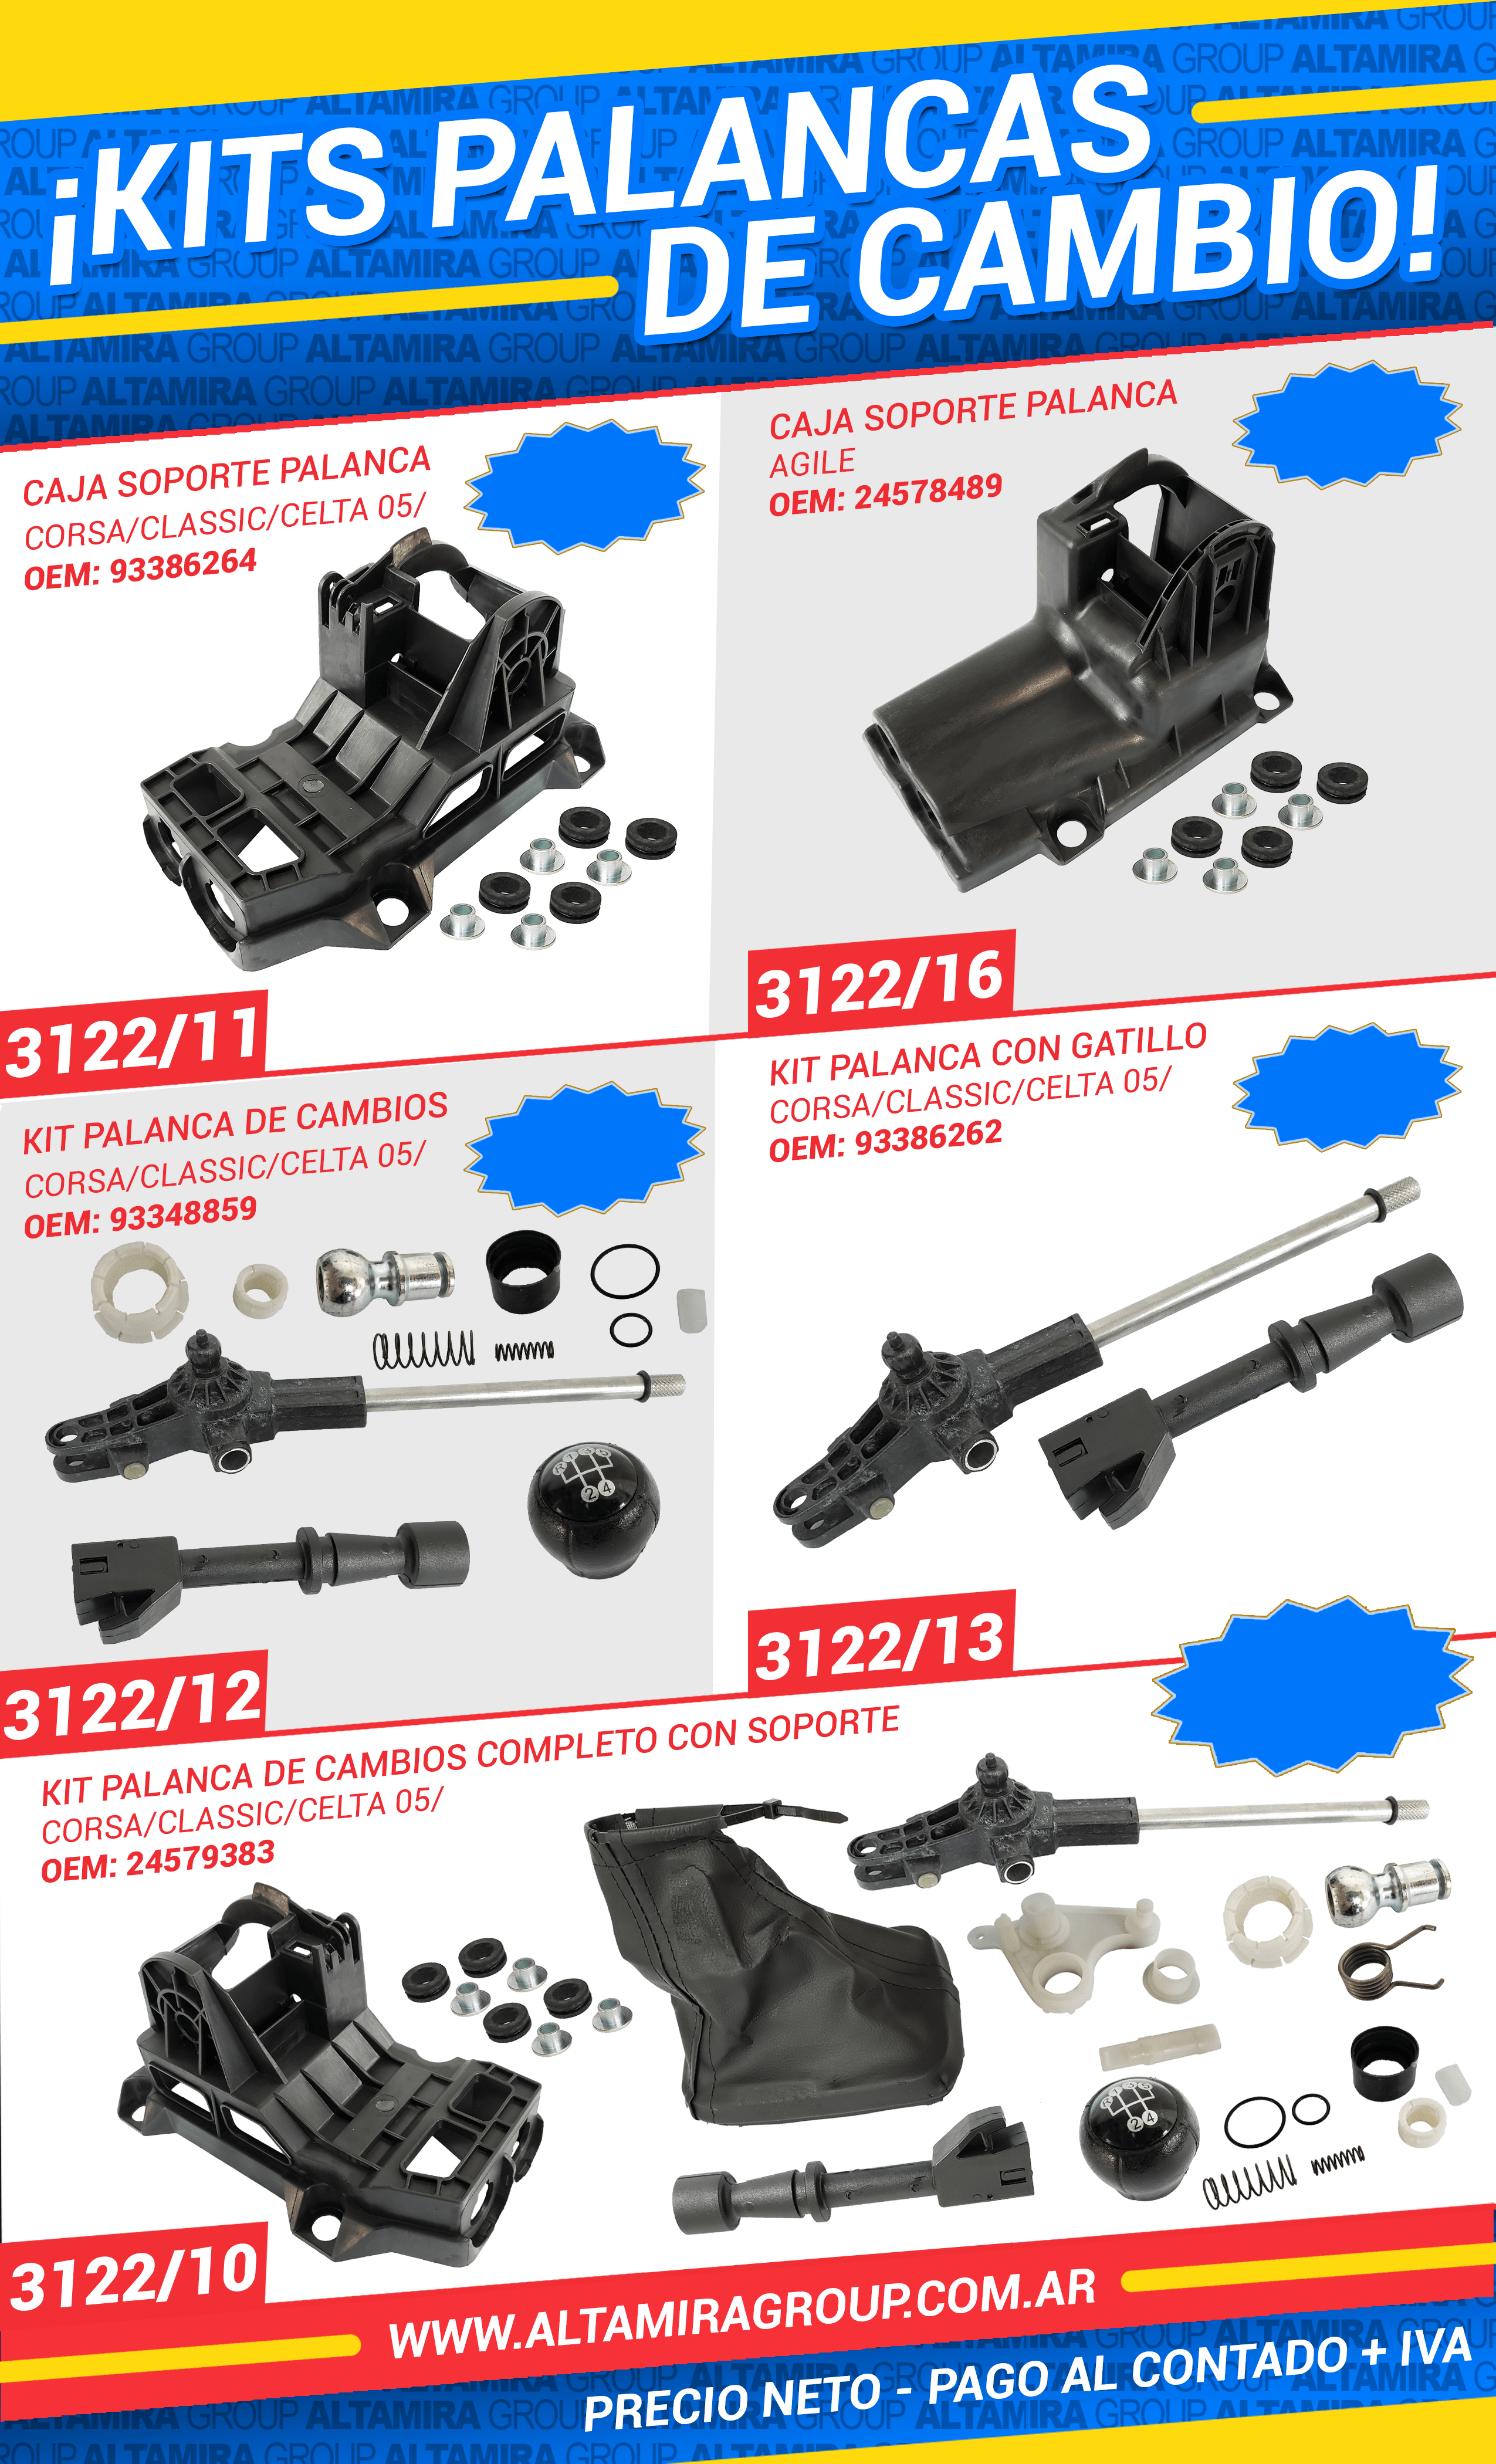 ¡KITS PALANCAS
DE CAMBIO!
CAJA SOPORTE PALANCA
CORSA/CLASSIC/CELTA 05/
OEM: 93386264
3122/11
CAJA SOPORTE PALANCA
AGILE
OEM: 24578489
3122/16
KIT PALANCA DE CAMBIOS
CORSA/CLASSIC/CELTA 05/
OEM: 93348859
3122/12
KIT PALANCA CON GATILLO
CORSA/CLASSIC/CELTA 05/
OEM: 93386262
3122/13
KIT PALANCA DE CAMBIOS COMPLETO CON SOPORTE
CORSA/CLASSIC/CELTA 05/
OEM: 24579383
3122/10
WWW.ALTAMIRAGROUP.COM.AR
PRECIO NETO - PAGO AL CONTADO + IVA